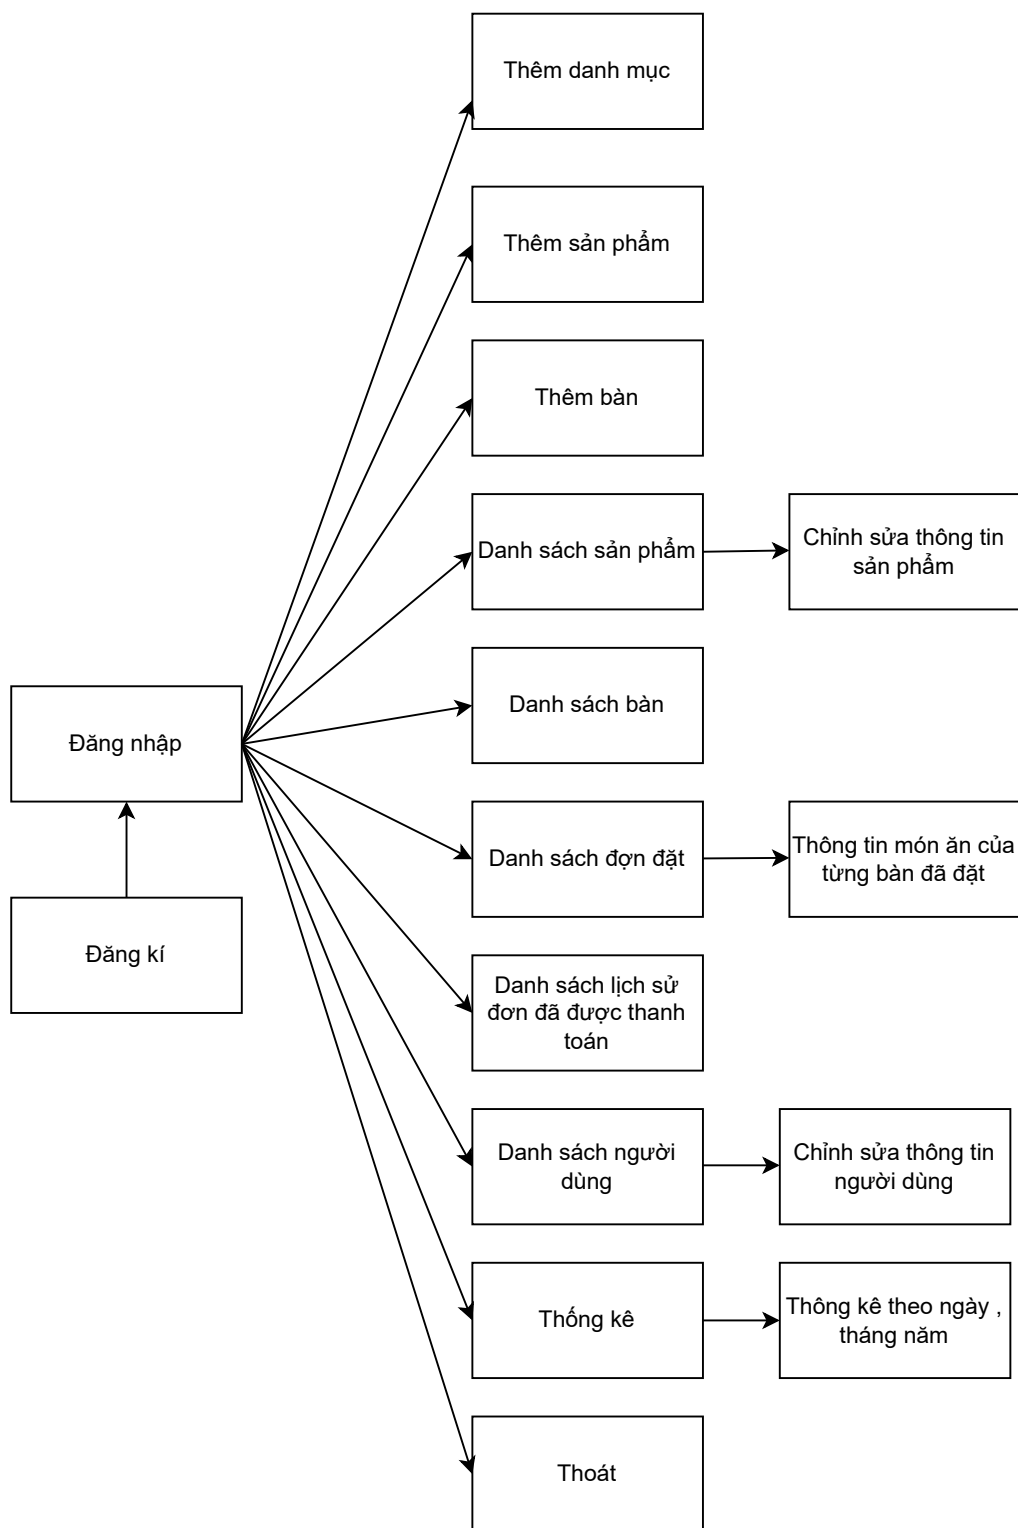 Thêm danh mục
Thêm sản phẩm
Thêm bàn
Danh sách sản phẩm
Chỉnh sửa thông tin
sản phẩm
Danh sách bàn
Đăng nhập
Danh sách đợn đặt
Thông tin món ăn của
từng bàn đã đặt
Đăng kí
Danh sách lịch sử
đơn đã được thanh
toán
Danh sách người
dùng
Chỉnh sửa thông tin
người dùng
Thống kê
Thông kê theo ngày ,
tháng năm
Thoát